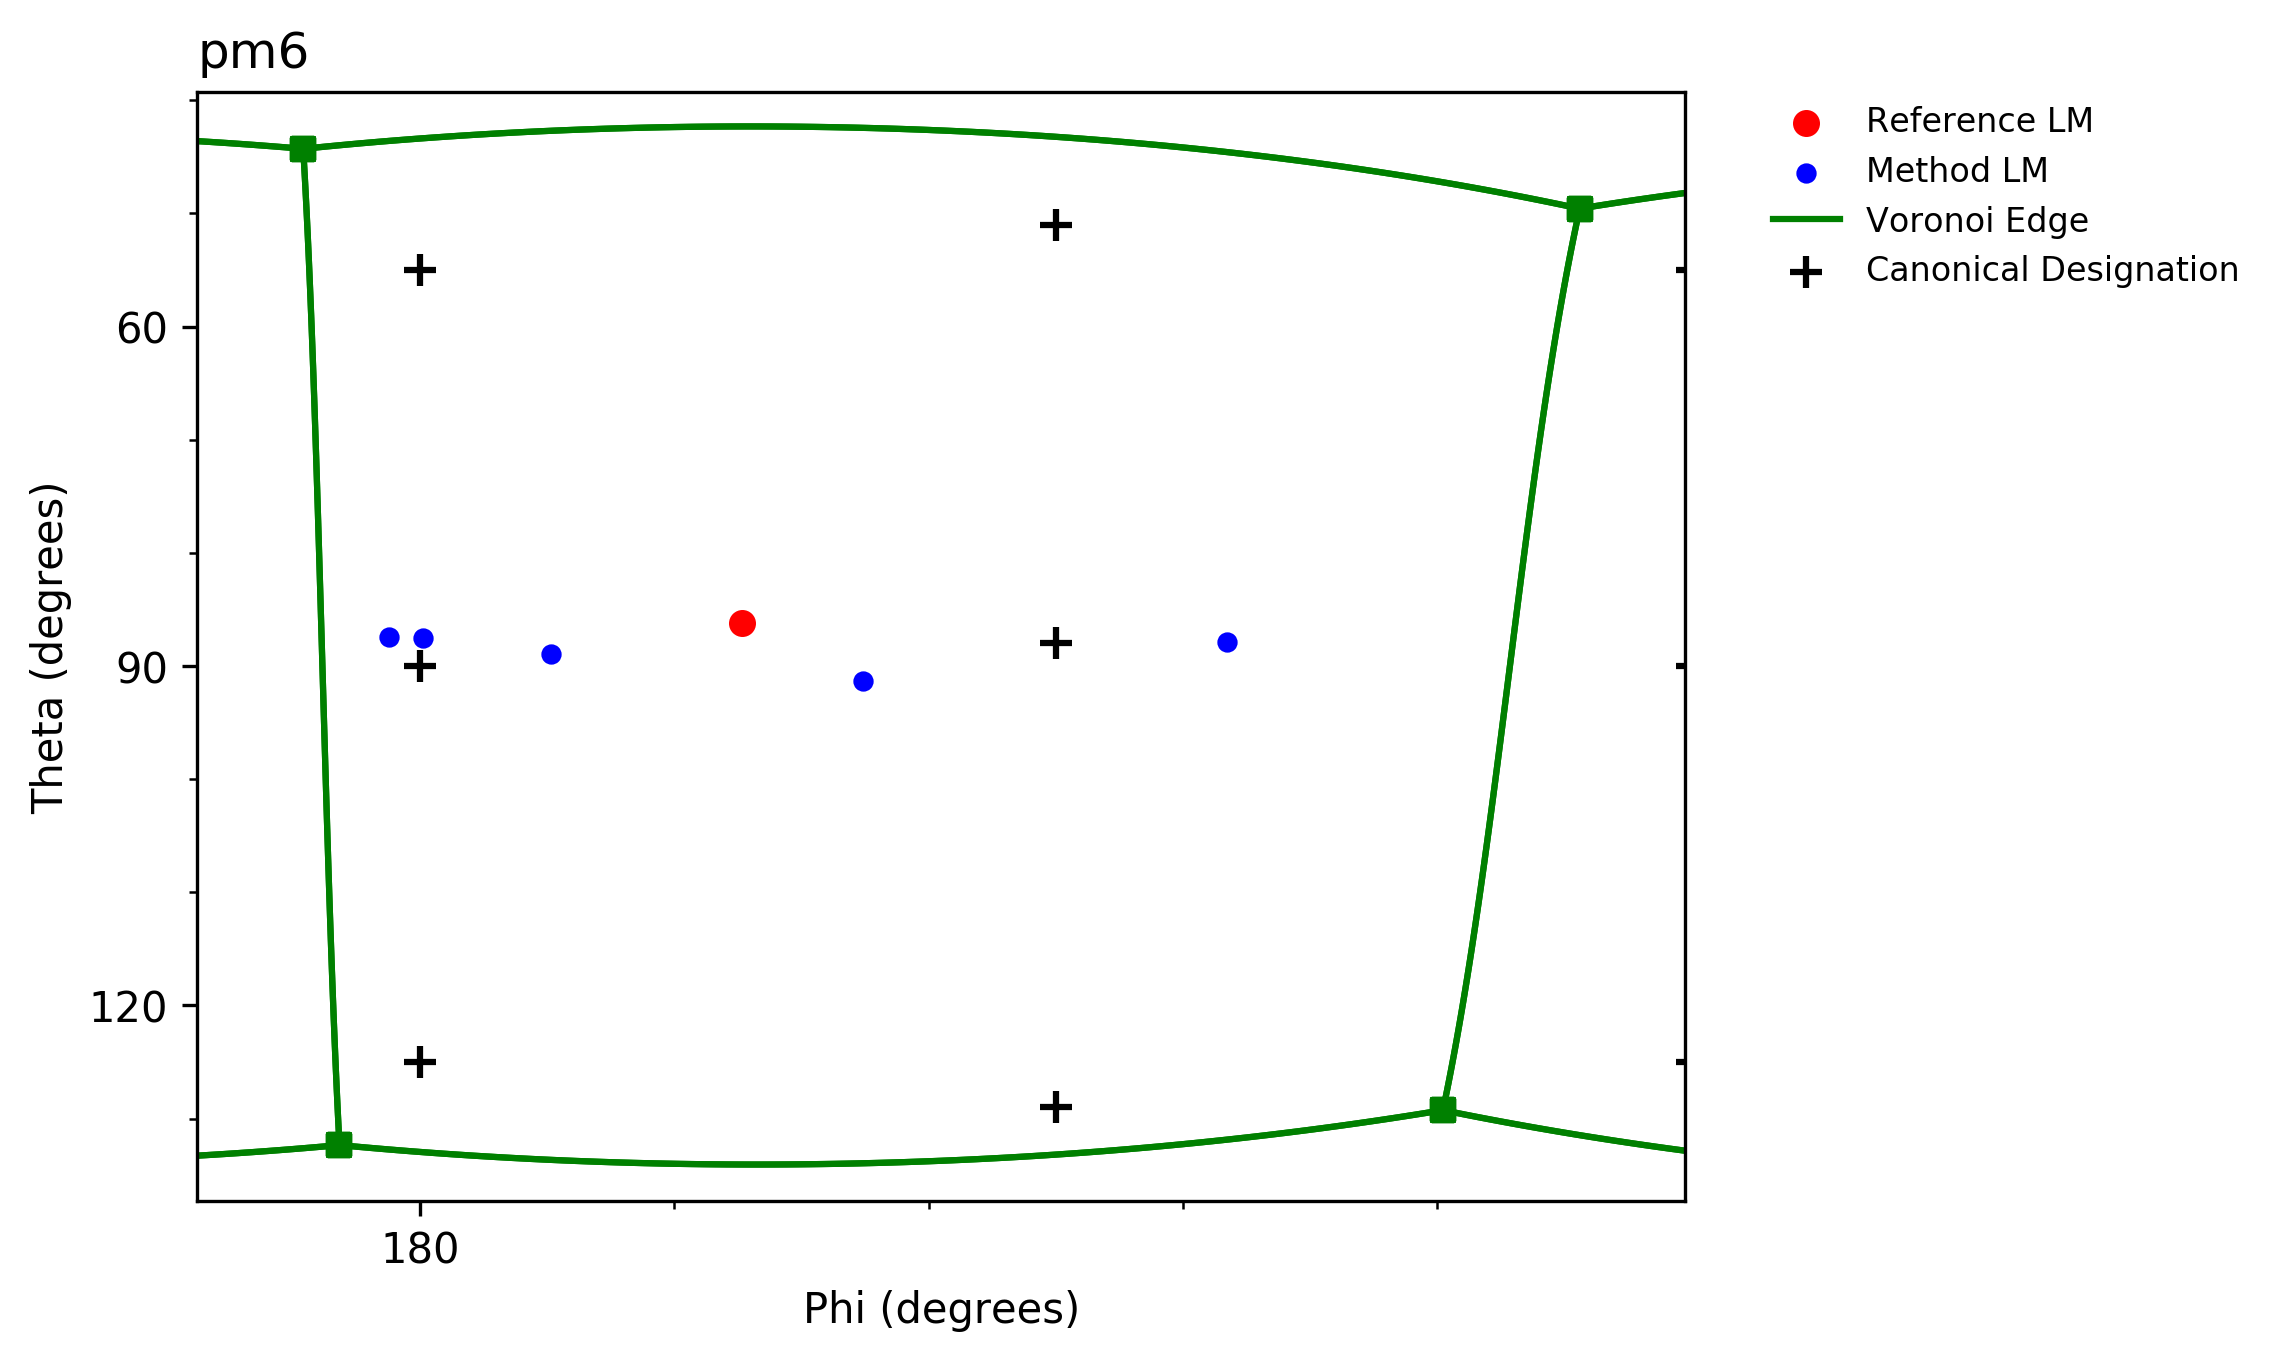 pm6
Reference LM
Method LM
Voronoi Edge
Canonical Designation
Theta (degrees)
60
90
120
180
Phi (degrees)